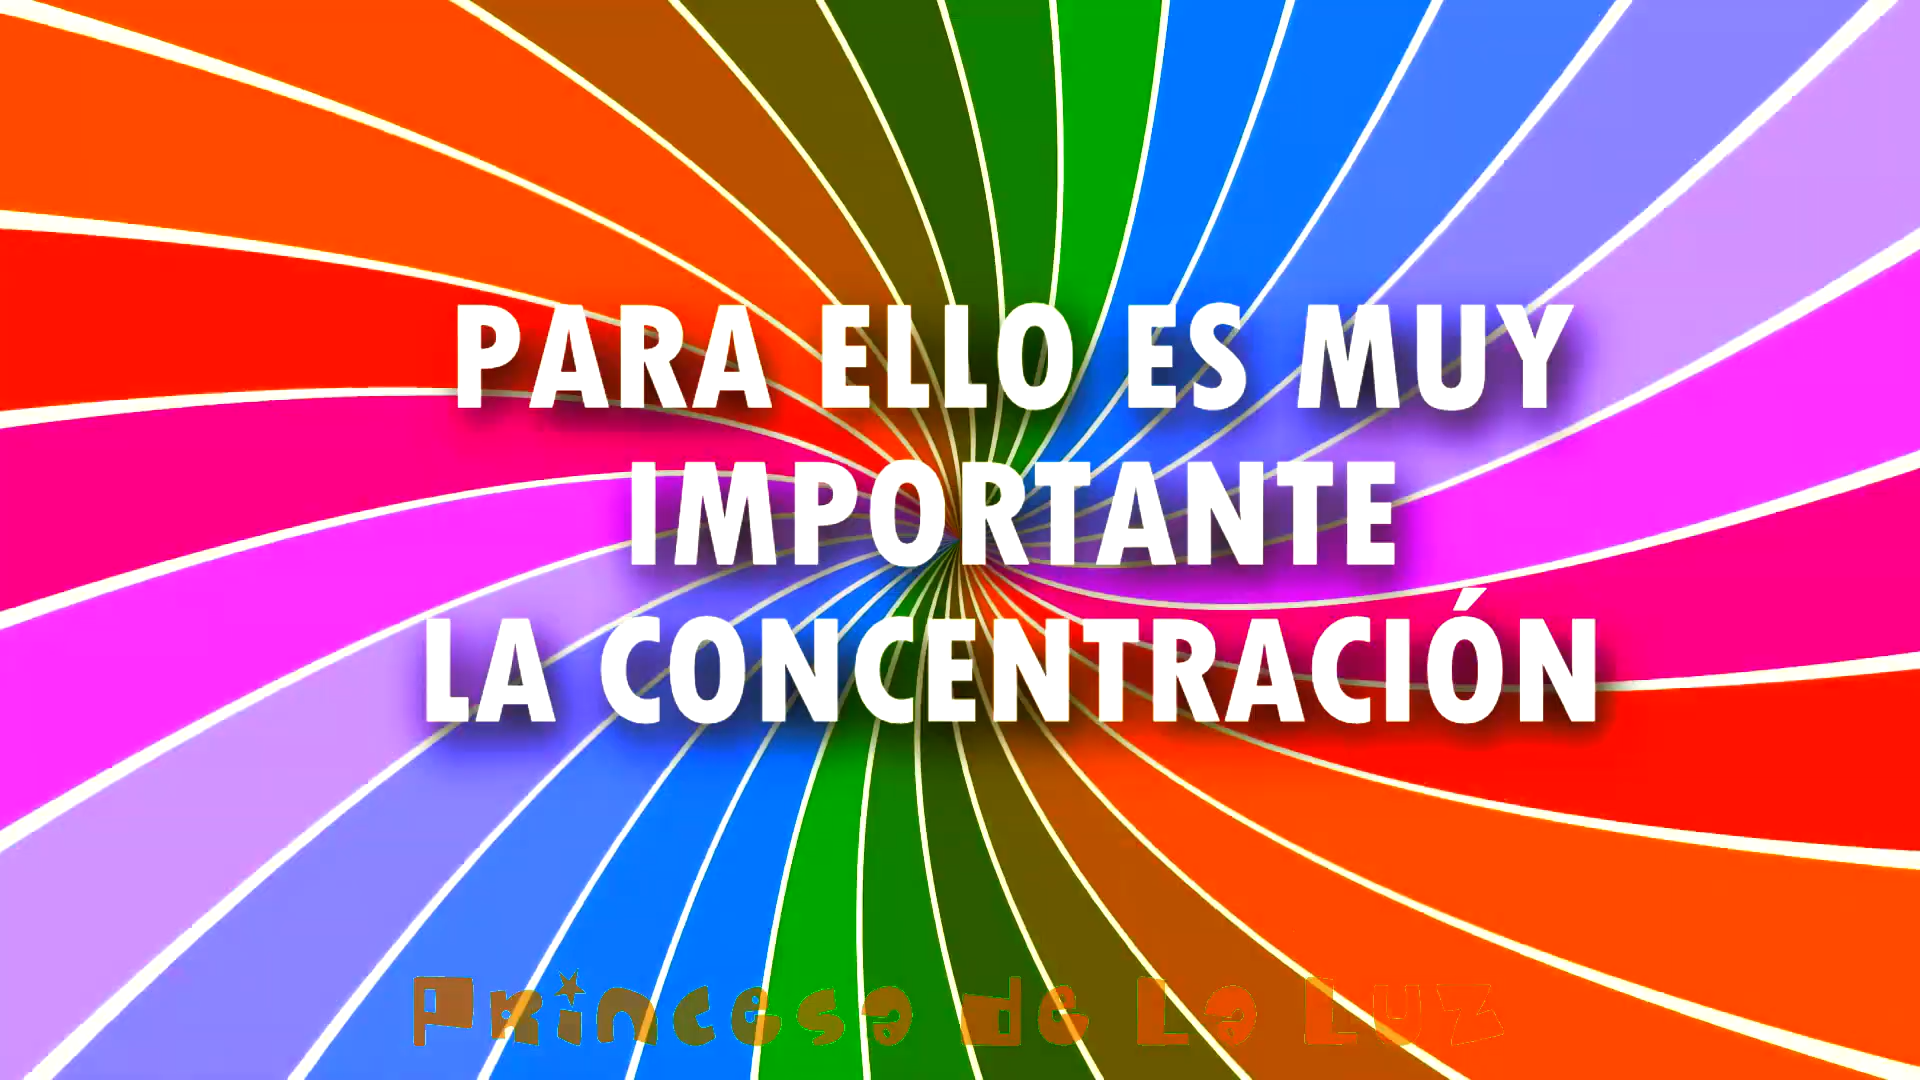 PARA ELLO ES MUY
IMPORTANTE
LA CONCENTRACIÓN
Princesa de La Luz